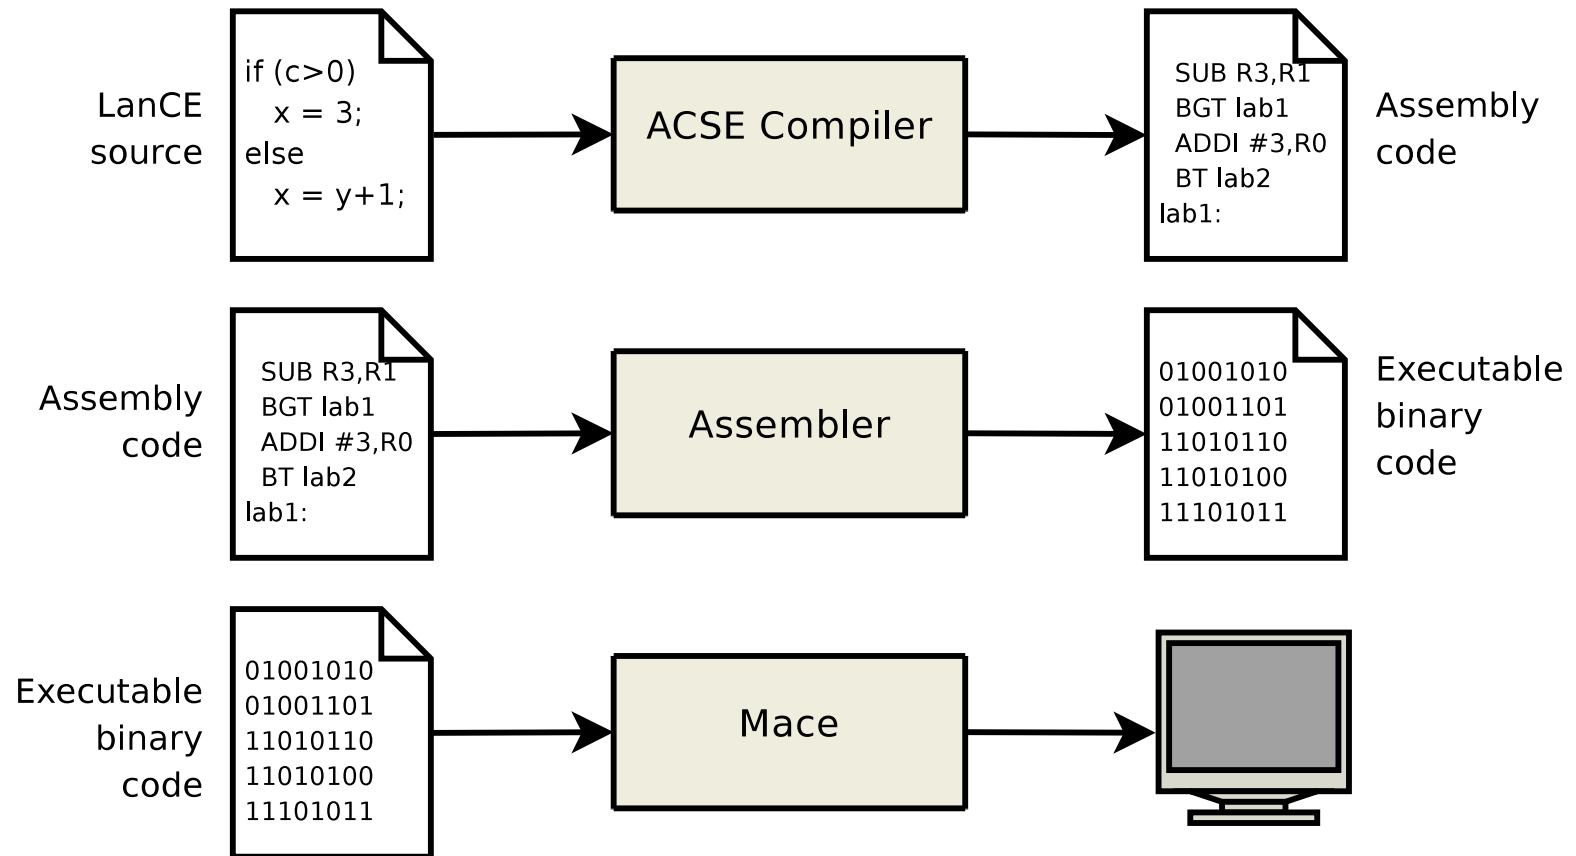 LanCE
source
if (c>0)
x = 3;
else
x = y+1;
ACSE Compiler
SUB R3,R1
BGT lab1
ADDI #3,R0
BT lab2
lab1:
Assembly
code
Assembly
code
SUB R3,R1
BGT lab1
ADDI #3,R0
BT lab2
lab1:
Assembler
01001010
01001101
11010110
11010100
11101011
Executable
binary
code
Executable
binary
code
01001010
01001101
11010110
11010100
11101011
Mace